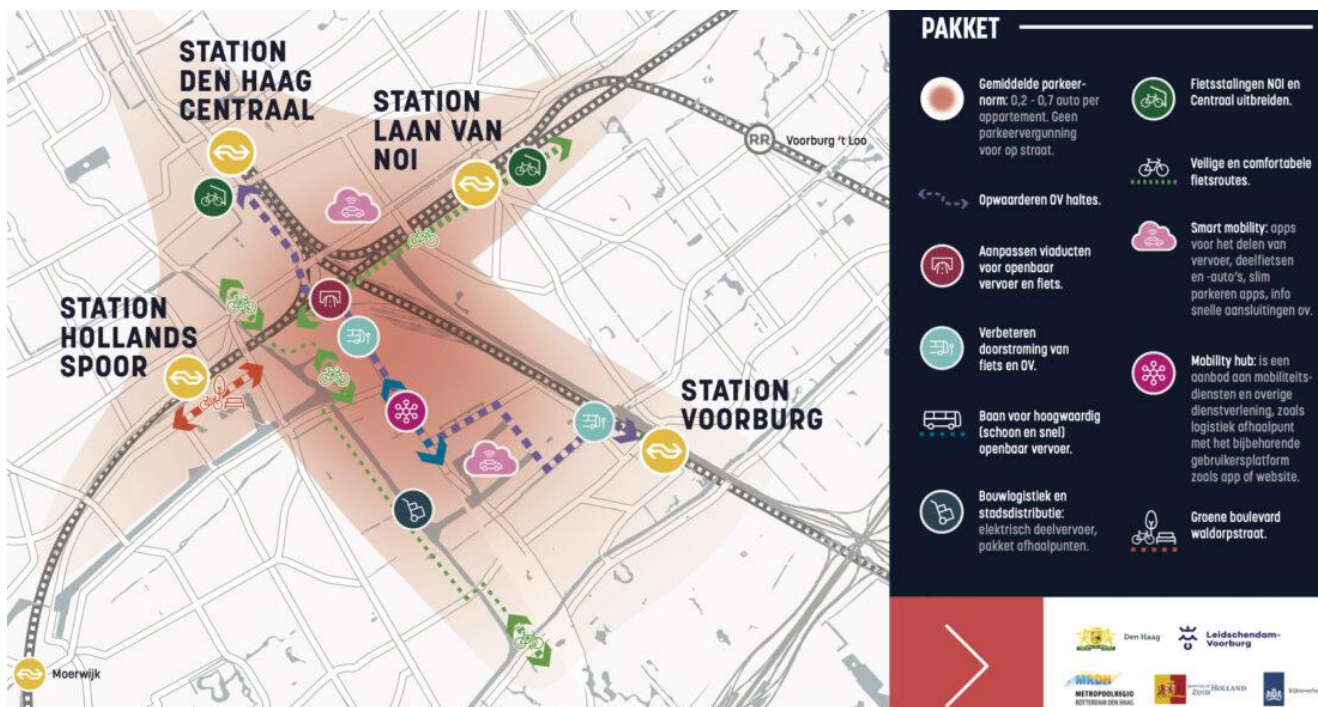 STATION
DEN HAAG
CENTRAAL
STATION
LAAN VAN
NOI
RR
Voorburg 't Loo
STATION
HOLLANDS
SPOOR
STATION
VOORBURG
Moerwijk
PAKKET
Gemiddelde parkeer-
norm: 0,2 - 0,7 auto per
appartement. Geen
parkeervergunning
voor op straat.
Opwaarderen OV haltes.
Aanpassen viaducten
voor openbaar
vervoer en fiets.
Verbeteren
doorstroming van
fiets en OV.
Baan voor hoogwaardig
(schoon en snel)
openbaar vervoer.
Bouwlogistiek en
stadsdistributie:
elektrisch deelvervoer,
pakket afhaalpunten.
Fietsstalingen NOI en
Centraal uitbreiden.
Veilige en comfortabele
fietsroutes.
Smart mobility: apps
voor het delen van
vervoer, deelfietsen
en -auto's, slim
parkeren apps, info
snelle aansluitingen ov.
Mobility hub: is een
aanbod aan mobiliteits-
diensten en overige
dienstverlening, zoals
logistiek afhaalpunt
met het bijbehorende
gebruikersplatform
zoals app of website.
Groene boulevard
waldorpstraat.
Den Haag
Leidschendam-
Voorburg
MRDH
METROPOOLREGIO
ROTTERDAM DEN HAAG
ZUID HOLLAND